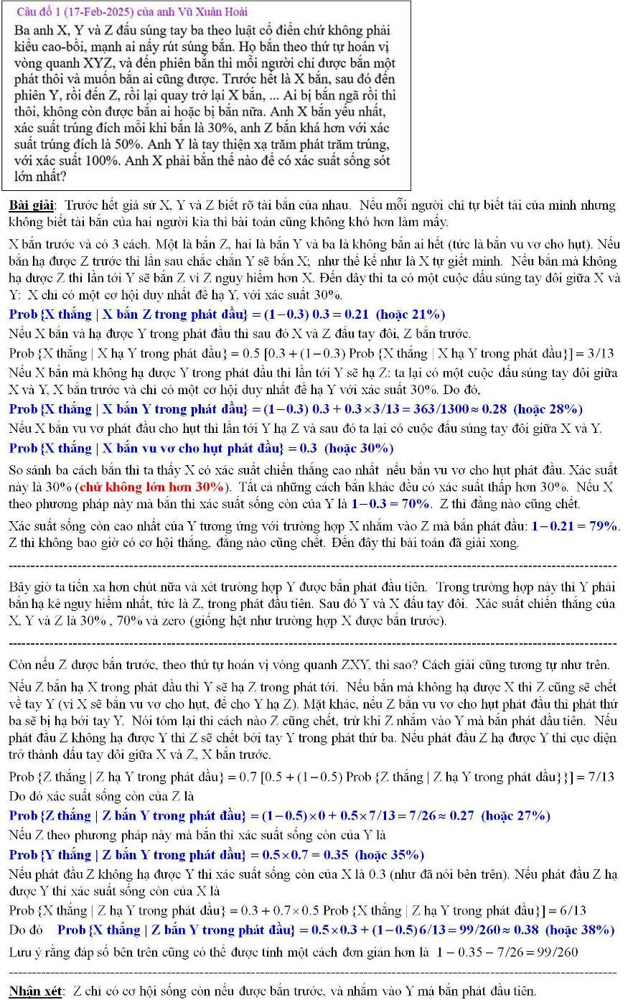 Câu đố 1 (17-Feb-2025) của anh Vũ Xuân Hoài
Ba anh X, Y và Z đấu súng tay ba theo luật cổ điển chứ không phải
kiểu cao-bồi, mạnh ai nấy rút súng bắn. Họ bắn theo thứ tự hoán vị
vòng quanh XYZ, và đến phiên bắn thì mỗi người chỉ được bắn một
phát thôi và muốn bắn ai cũng được. Trước hết là X bắn, sau đó đến
phiên Y, rồi đến Z, rồi lại quay trở lại X bắn, ... Ai bị bắn ngã rồi thì
thôi, không còn được bắn ai hoặc bị bắn nữa. Anh X bắn yếu nhất,
xác suất trúng đích mỗi khi bắn là 30%, anh Z bắn khá hơn với xác
suất trúng đích là 50%. Anh Y là tay thiện xạ trăm phát trăm trúng,
với xác suất 100%. Anh X phải bắn thế nào để có xác suất sống sót
lớn nhất?
Bài giải: Trước hết giả sử X, Y và Z biết rõ tài bắn của nhau. Nếu mỗi người chỉ tự biết tài của mình nhưng
không biết tài bắn của hai người kia thì bài toán cũng không khó hơn làm mấy.
X bắn trước và có 3 cách. Một là bắn Z, hai là bắn Y và ba là không bắn ai hết (tức là bắn vu vơ cho hụt). Nếu
bắn hạ được Z trước thì lần sau chắc chắn Y sẽ bắn X; như thế kể như là X tự giết mình. Nếu bắn mà không
hạ được Z thì lần tới Y sẽ bắn Z vì Z nguy hiểm hơn X. Đến đây thì ta có một cuộc đấu súng tay đôi giữa X và
Y: X chỉ có một cơ hội duy nhất để hạ Y, với xác suất 30%.
Prob {X thắng | X bắn Z trong phát đầu} = (1−0.3) 0.3 = 0.21 (hoặc 21%)
Nếu X bắn và hạ được Y trong phát đầu thì sau đó X và Z đấu tay đôi, Z bắn trước.
Prob {X thắng | X hạ Y trong phát đầu} = 0.5 [0.3 + (1−0.3) Prob {X thắng | X hạ Y trong phát đầu}] = 3/13
Nếu X bắn mà không hạ được Y trong phát đầu thì lần tới Y sẽ hạ Z: ta lại có một cuộc đấu súng tay đôi giữa
X và Y, X bắn trước và chỉ có một cơ hội duy nhất để hạ Y với xác suất 30%. Do đó,
Prob {X thắng | X bắn Y trong phát đầu} = (1−0.3) 0.3 + 0.3×3/13 = 363/1300 ≈ 0.28 (hoặc 28%)
Nếu X bắn vu vơ phát đầu cho hụt thì lần tới Y hạ Z và sau đó ta lại có cuộc đấu súng tay đôi giữa X và Y.
Prob {X thắng | X bắn vu vơ cho hụt phát đầu} = 0.3 (hoặc 30%)
So sánh ba cách bắn thì ta thấy X có xác suất chiến thắng cao nhất nếu bắn vu vơ cho hụt phát đầu. Xác suất
này là 30% (chứ không lớn hơn 30%). Tất cả những cách bắn khác đều có xác suất thấp hơn 30%. Nếu X
theo phương pháp này mà bắn thì xác suất sống còn của Y là 1−0.3 = 70%. Z thì đằng nào cũng chết.
Xác suất sống còn cao nhất của Y tương ứng với trường hợp X nhắm vào Z mà bắn phát đầu: 1−0.21 = 79%.
Z thì không bao giờ có cơ hội thắng, đằng nào cũng chết. Đến đây thì bài toán đã giải xong.
Bây giờ ta tiến xa hơn chút nữa và xét trường hợp Y được bắn phát đầu tiên. Trong trường hợp này thì Y phải
bắn hạ kẻ nguy hiểm nhất, tức là Z, trong phát đầu tiên. Sau đó Y và X đấu tay đôi. Xác suất chiến thắng của
X, Y và Z là 30% , 70% và zero (giống hệt như trường hợp X được bắn trước).
Còn nếu Z được bắn trước, theo thứ tự hoán vị vòng quanh ZXY, thì sao? Cách giải cũng tương tự như trên.
Nếu Z bắn hạ X trong phát đầu thì Y sẽ hạ Z trong phát tới. Nếu bắn mà không hạ được X thì Z cũng sẽ chết
về tay Y (vì X sẽ bắn vu vơ cho hụt, để cho Y hạ Z). Mặt khác, nếu Z bắn vu vơ cho hụt phát đầu thì phát thứ
ba sẽ bị hạ bởi tay Y. Nói tóm lại thì cách nào Z cũng chết, trừ khi Z nhắm vào Y mà bắn phát đầu tiên. Nếu
phát đầu Z không hạ được Y thì Z sẽ chết bởi tay Y trong phát thứ ba. Nếu phát đầu Z hạ được Y thì cục diện
trở thành đấu tay đôi giữa X và Z, X bắn trước.
Prob {Z thắng | Z hạ Y trong phát đầu} = 0.7 [0.5 + (1−0.5) Prob {Z thắng | Z hạ Y trong phát đầu}}] = 7/13
Do đó xác suất sống còn của Z là
Prob {Z thắng | Z bắn Y trong phát đầu} = (1−0.5)×0 + 0.5×7/13 = 7/26 ≈ 0.27 (hoặc 27%)
Nếu Z theo phương pháp này mà bắn thì xác suất sống còn của Y là
Prob {Y thắng | Z bắn Y trong phát đầu} = 0.5×0.7 = 0.35 (hoặc 35%)
Nếu phát đầu Z không hạ được Y thì xác suất sống còn của X là 0.3 (như đã nói bên trên). Nếu phát đầu Z hạ
được Y thì xác suất sống còn của X là
Prob {X thắng | Z hạ Y trong phát đầu} = 0.3 + 0.7×0.5 Prob {X thắng | Z hạ Y trong phát đầu}] = 6/13
Do đó Prob {X thắng | Z bắn Y trong phát đầu} = 0.5×0.3 + (1−0.5) 6/13 = 99/260 ≈ 0.38 (hoặc 38%)
Lưu ý rằng đáp số bên trên cũng có thể được tính một cách đơn giản hơn là 1 − 0.35 − 7/26 = 99/260
Nhận xét: Z chỉ có cơ hội sống còn nếu được bắn trước, và nhắm vào Y mà bắn phát đầu tiên.